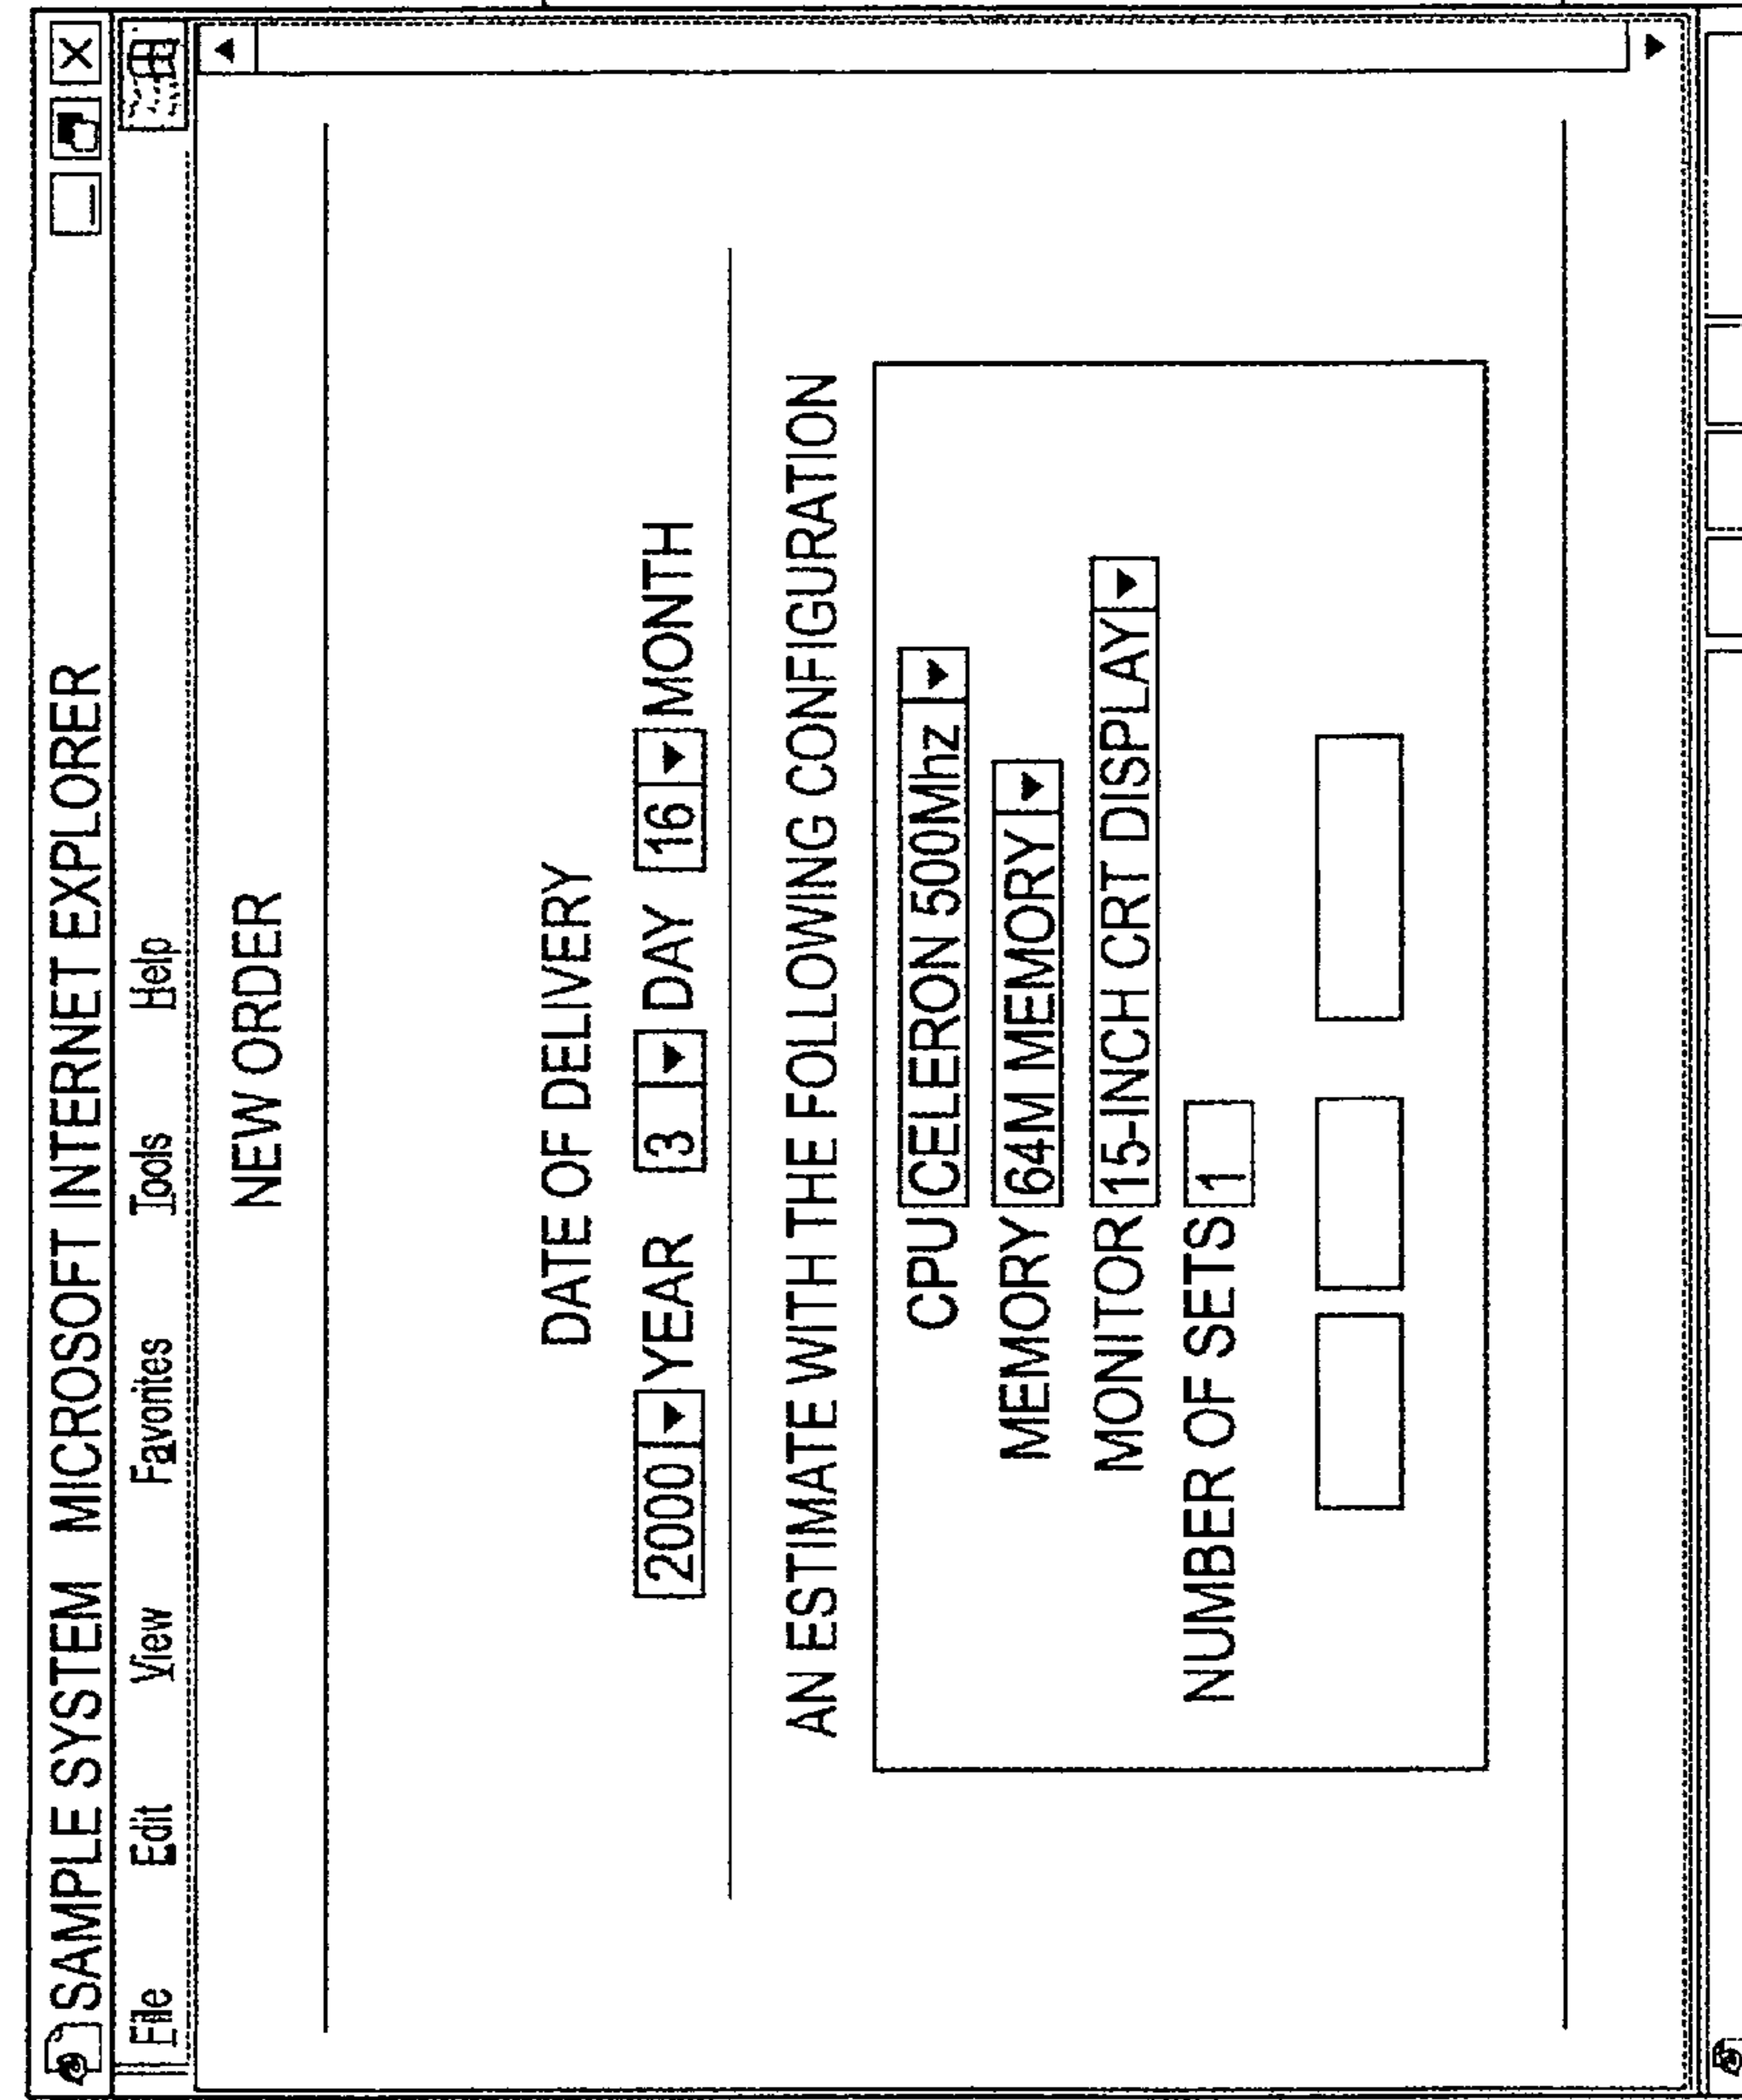 SAMPLE SYSTEM MICROSOFT INTERNET EXPLORER
File Edit View Favorites Tools Help
NEW ORDER
DATE OF DELIVERY
2000 YEAR 3 DAY 16 MONTH
AN ESTIMATE WITH THE FOLLOWING CONFIGURATION
CPU CELERON 500Mhz
MEMORY 64M MEMORY
MONITOR 15-INCH CRT DISPLAY
NUMBER OF SETS 1